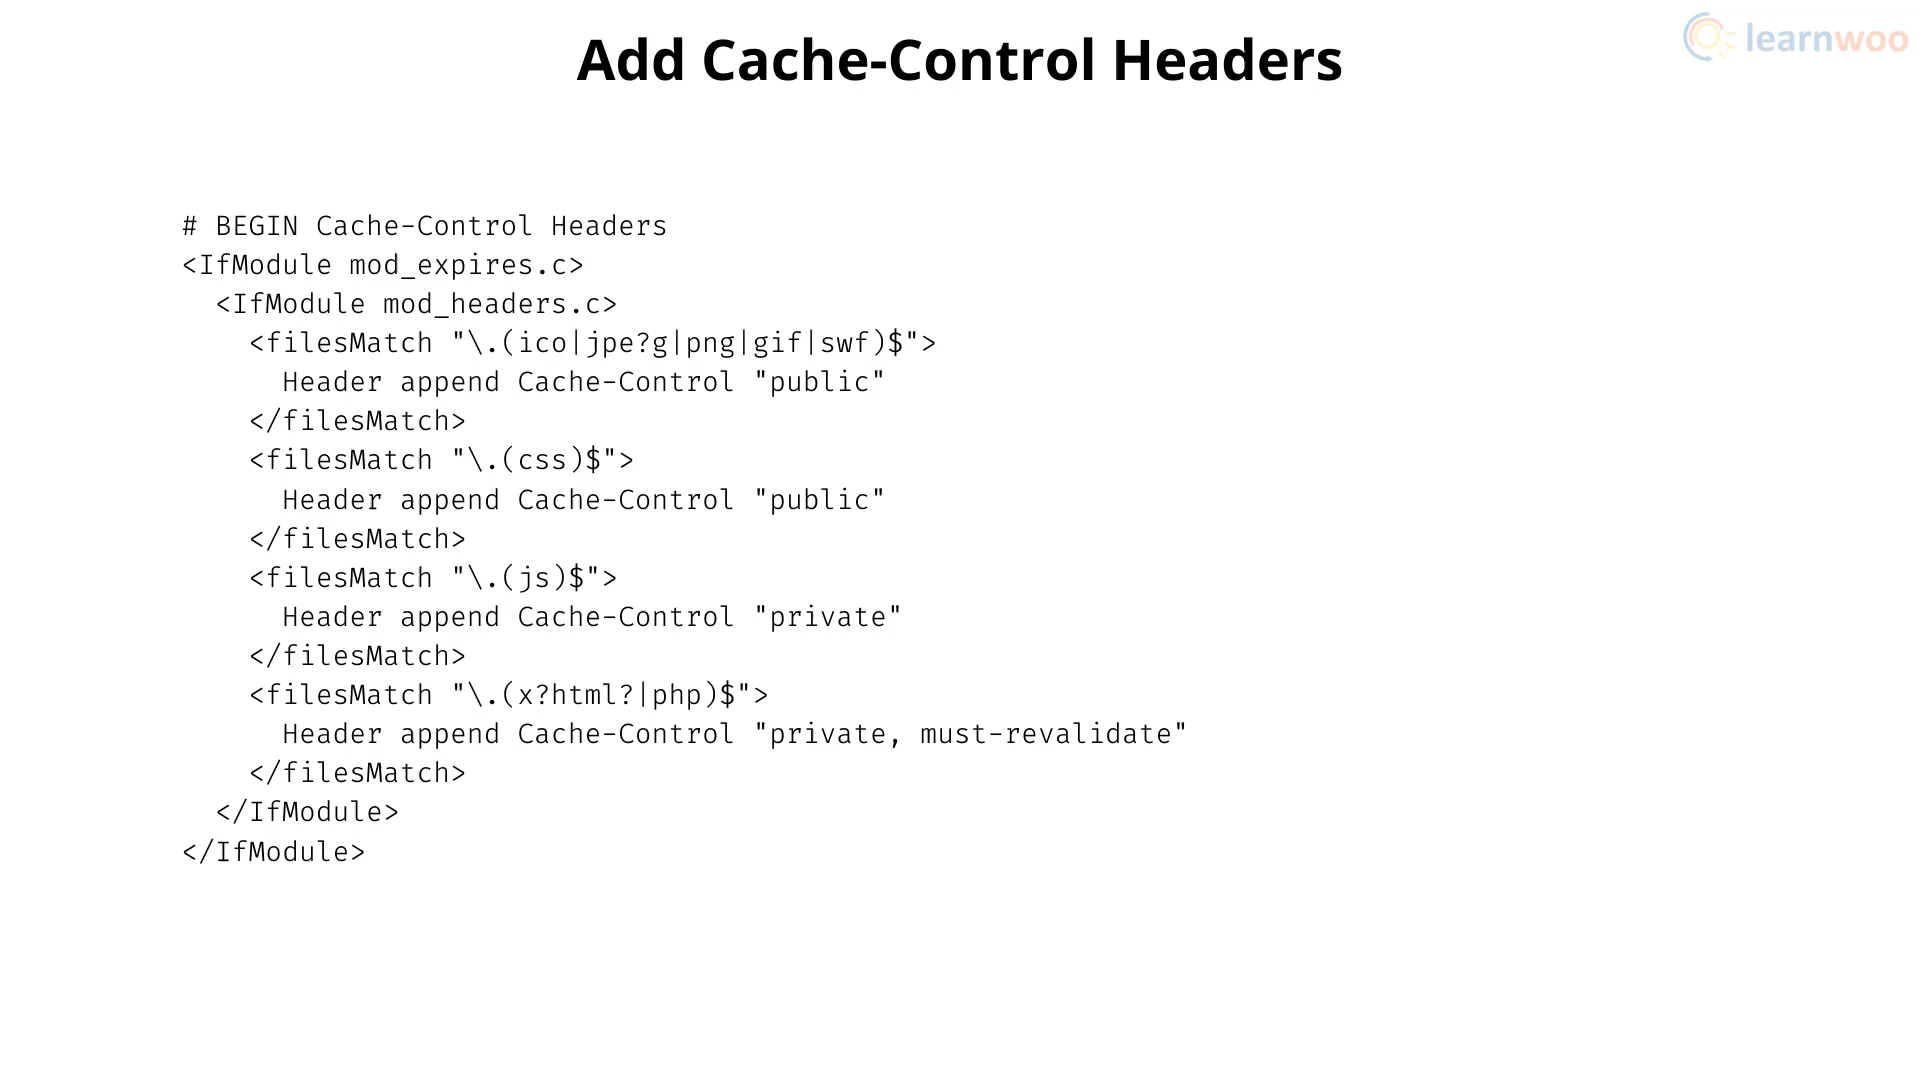 learnwoo
Add Cache-Control Headers
# BEGIN Cache-Control Headers
<IfModule mod_expires.c>
  <IfModule mod_headers.c>
    <filesMatch "\.(ico|jpe?g|png|gif|swf)$">
      Header append Cache-Control "public"
    </filesMatch>
    <filesMatch "\.(css)$">
      Header append Cache-Control "public"
    </filesMatch>
    <filesMatch "\.(js)$">
      Header append Cache-Control "private"
    </filesMatch>
    <filesMatch "\.(x?html?|php)$">
      Header append Cache-Control "private, must-revalidate"
    </filesMatch>
  </IfModule>
</IfModule>